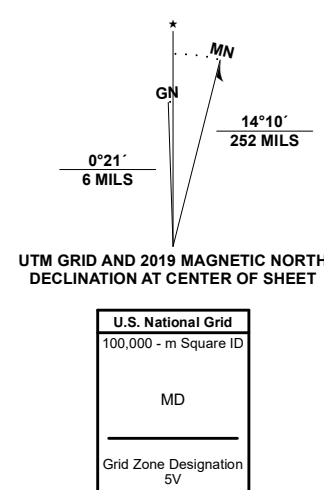 ★
MN
GN
14°10´
252 MILS
0°21´
6 MILS
UTM GRID AND 2019 MAGNETIC NORTH
DECLINATION AT CENTER OF SHEET
U.S. National Grid
100,000 - m Square ID
MD
Grid Zone Designation
5V